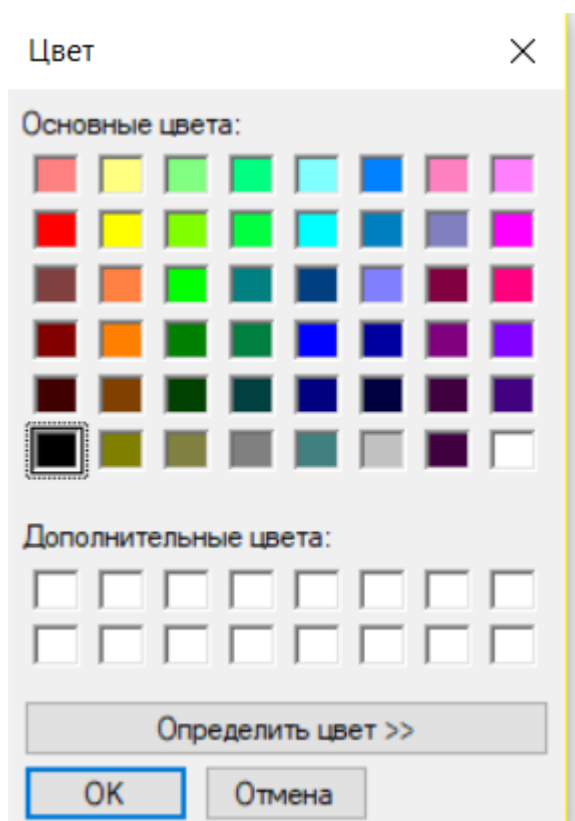 Цвет
Основные цвета:
Дополнительные цвета:
Определить цвет >>
OK
Отмена